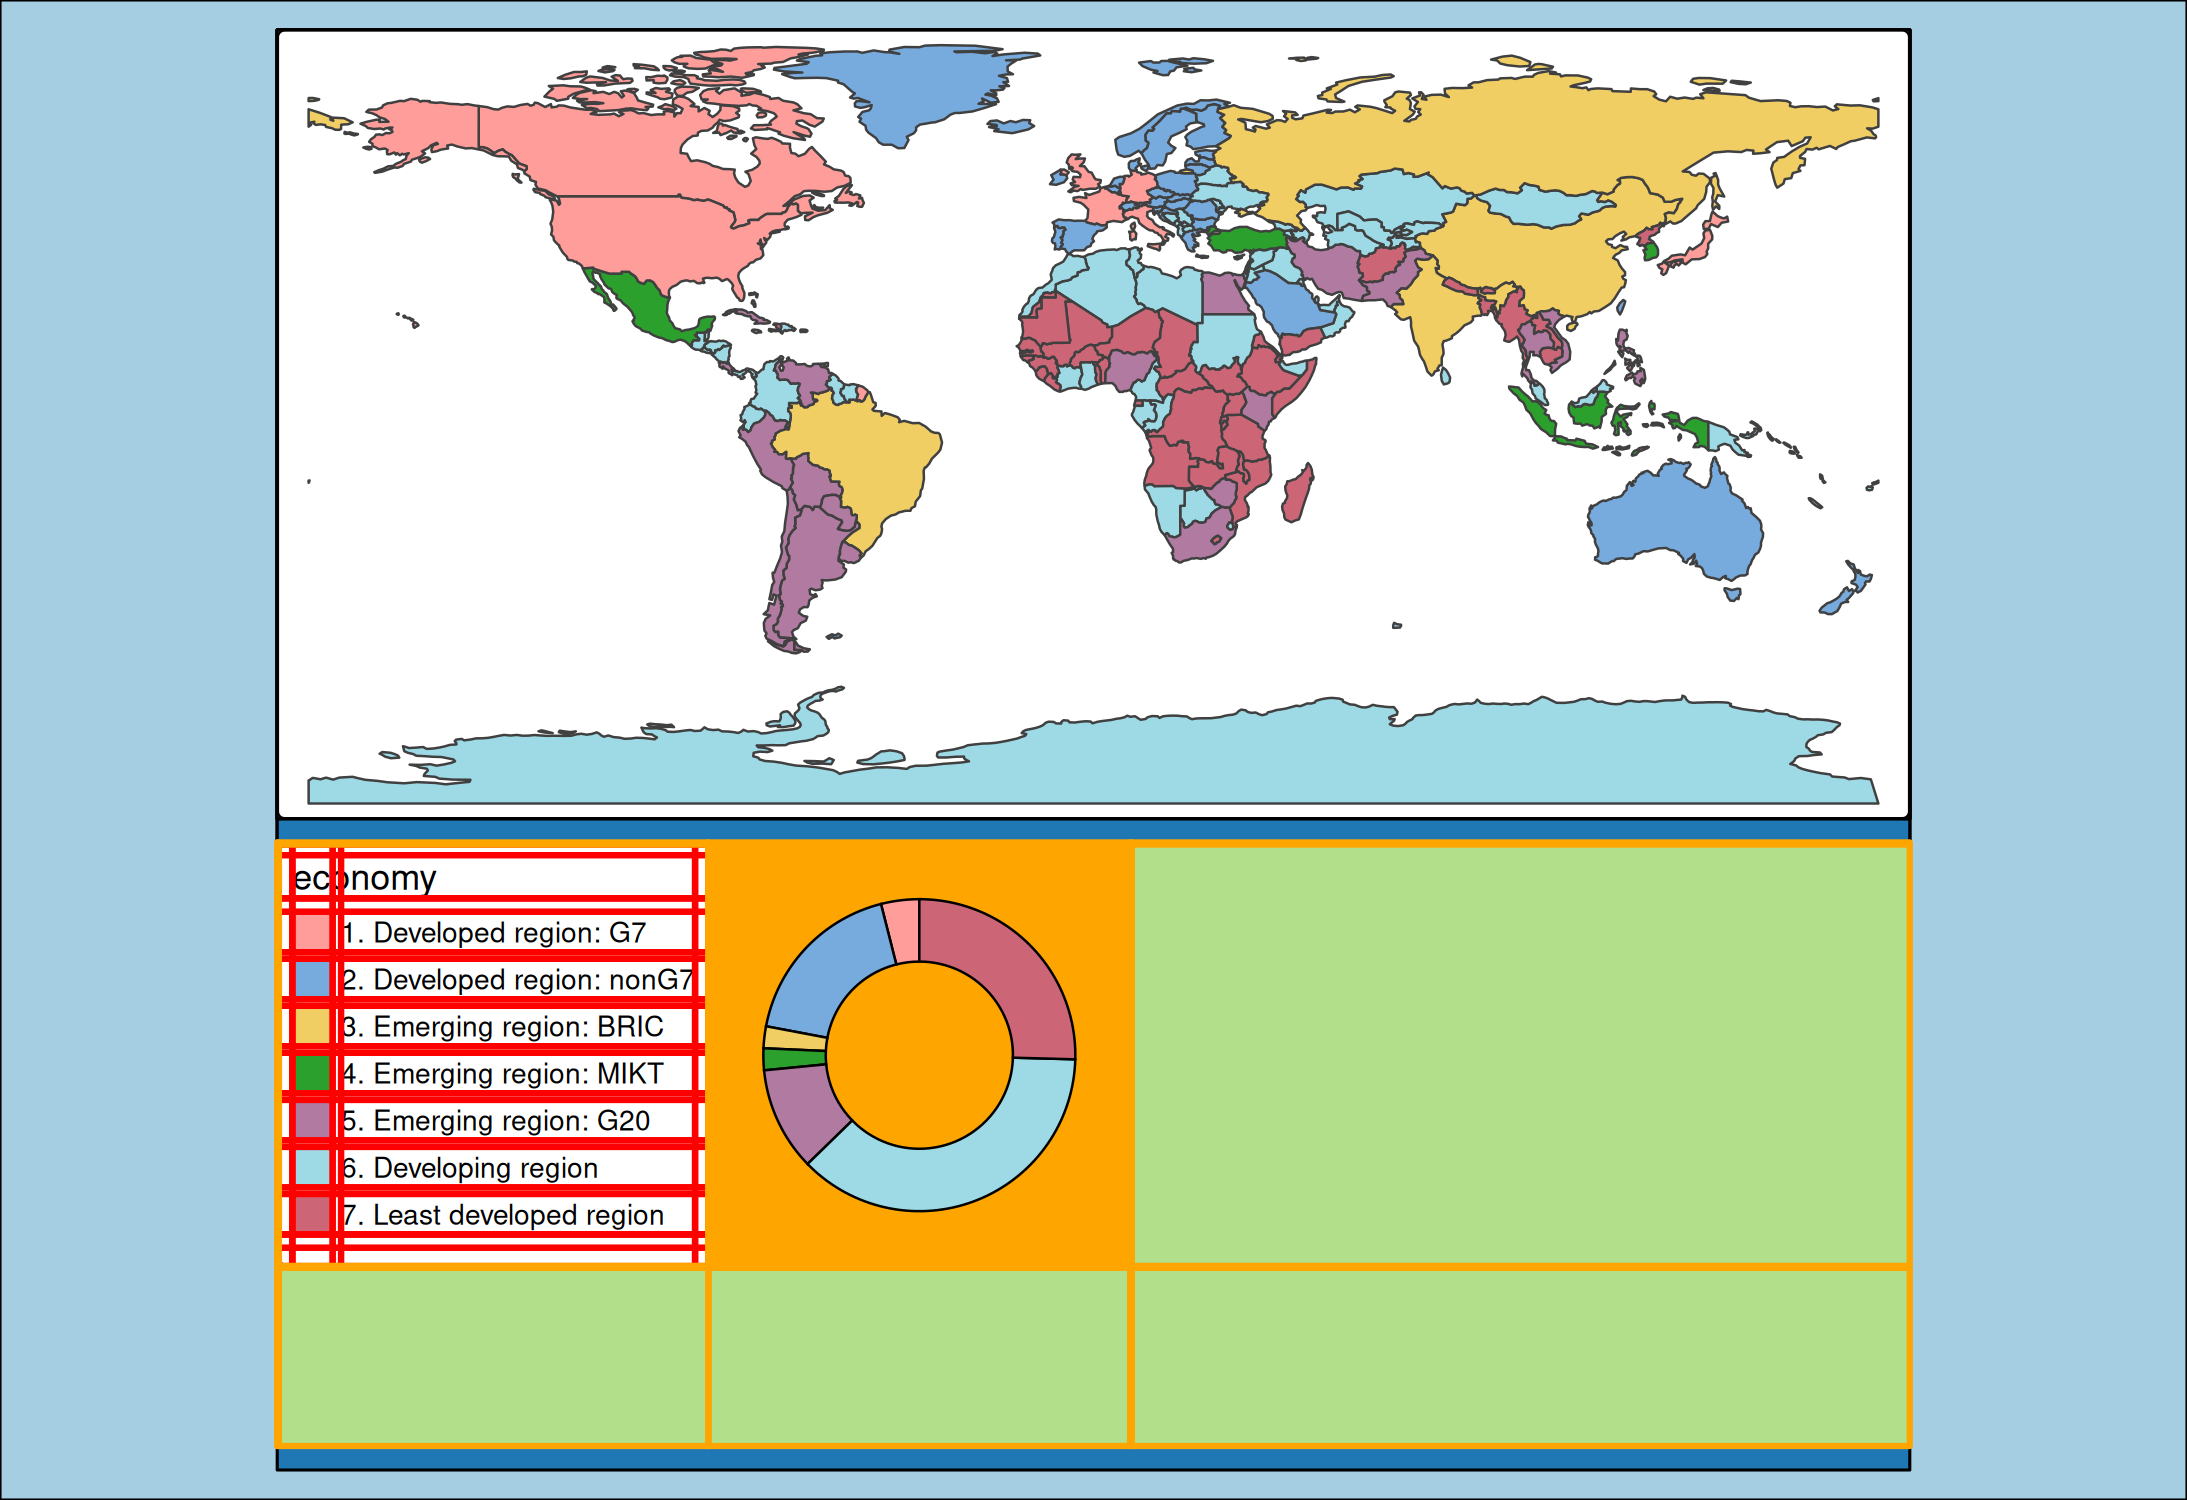 economy
1. Developed region: G7
2. Developed region: nonG7
3. Emerging region: BRIC
4. Emerging region: MIKT
5. Emerging region: G20
6. Developing region
7. Least developed region